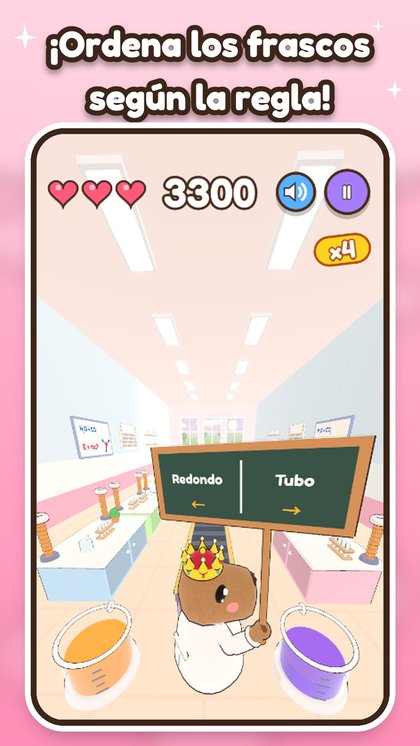 ¡Ordena los frascos
según la regla!
3300
x4
Redondo
Tubo
←
→